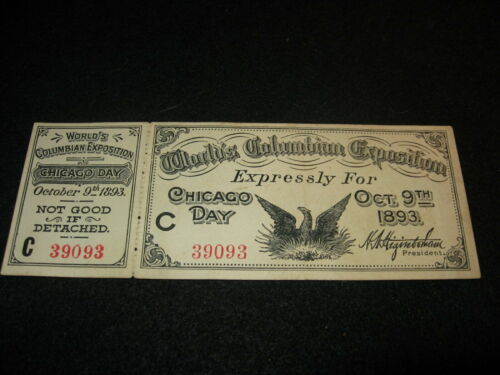 WORLD'S
COLUMBIAN EXPOSITION
CHICAGO DAY
October 9th 1893.
NOT GOOD
IF
DETACHED.
C 39093
World's Columbian Exposition
Expressly For
CHICAGO DAY
OCT. 9TH 1893.
C
39093
H.N. Higinbotham
President.